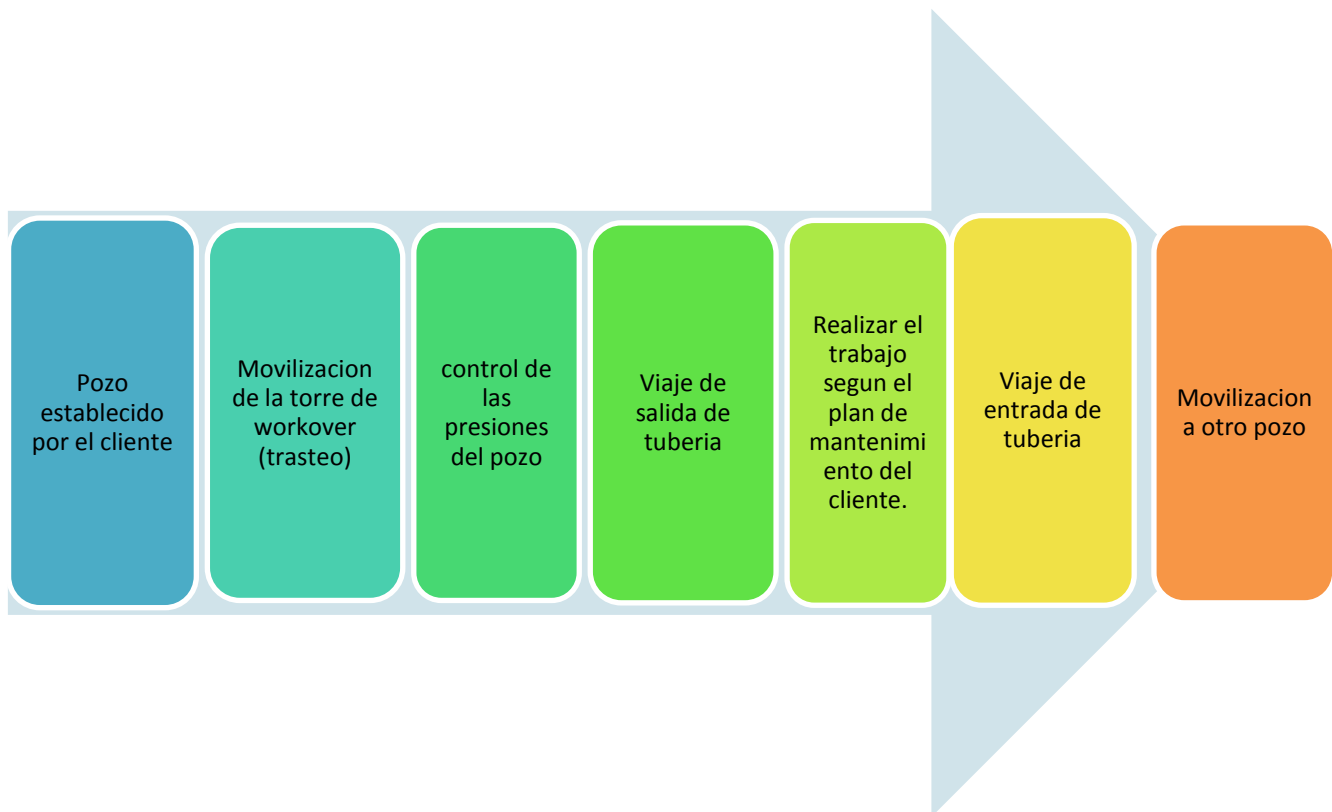 Pozo
establecido
por el cliente
Movilizacion
de la torre de
workover
(trasteo)
control de
las
presiones
del pozo
Viaje de
salida de
tuberia
Realizar el
trabajo
segun el
plan de
mantenimi
ento del
cliente.
Viaje de
entrada de
tuberia
Movilizacion
a otro pozo